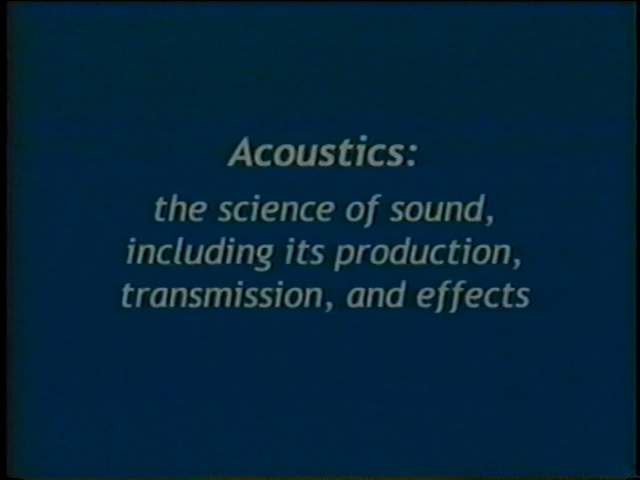 Acoustics:
the science of sound,
including its production,
transmission, and effects